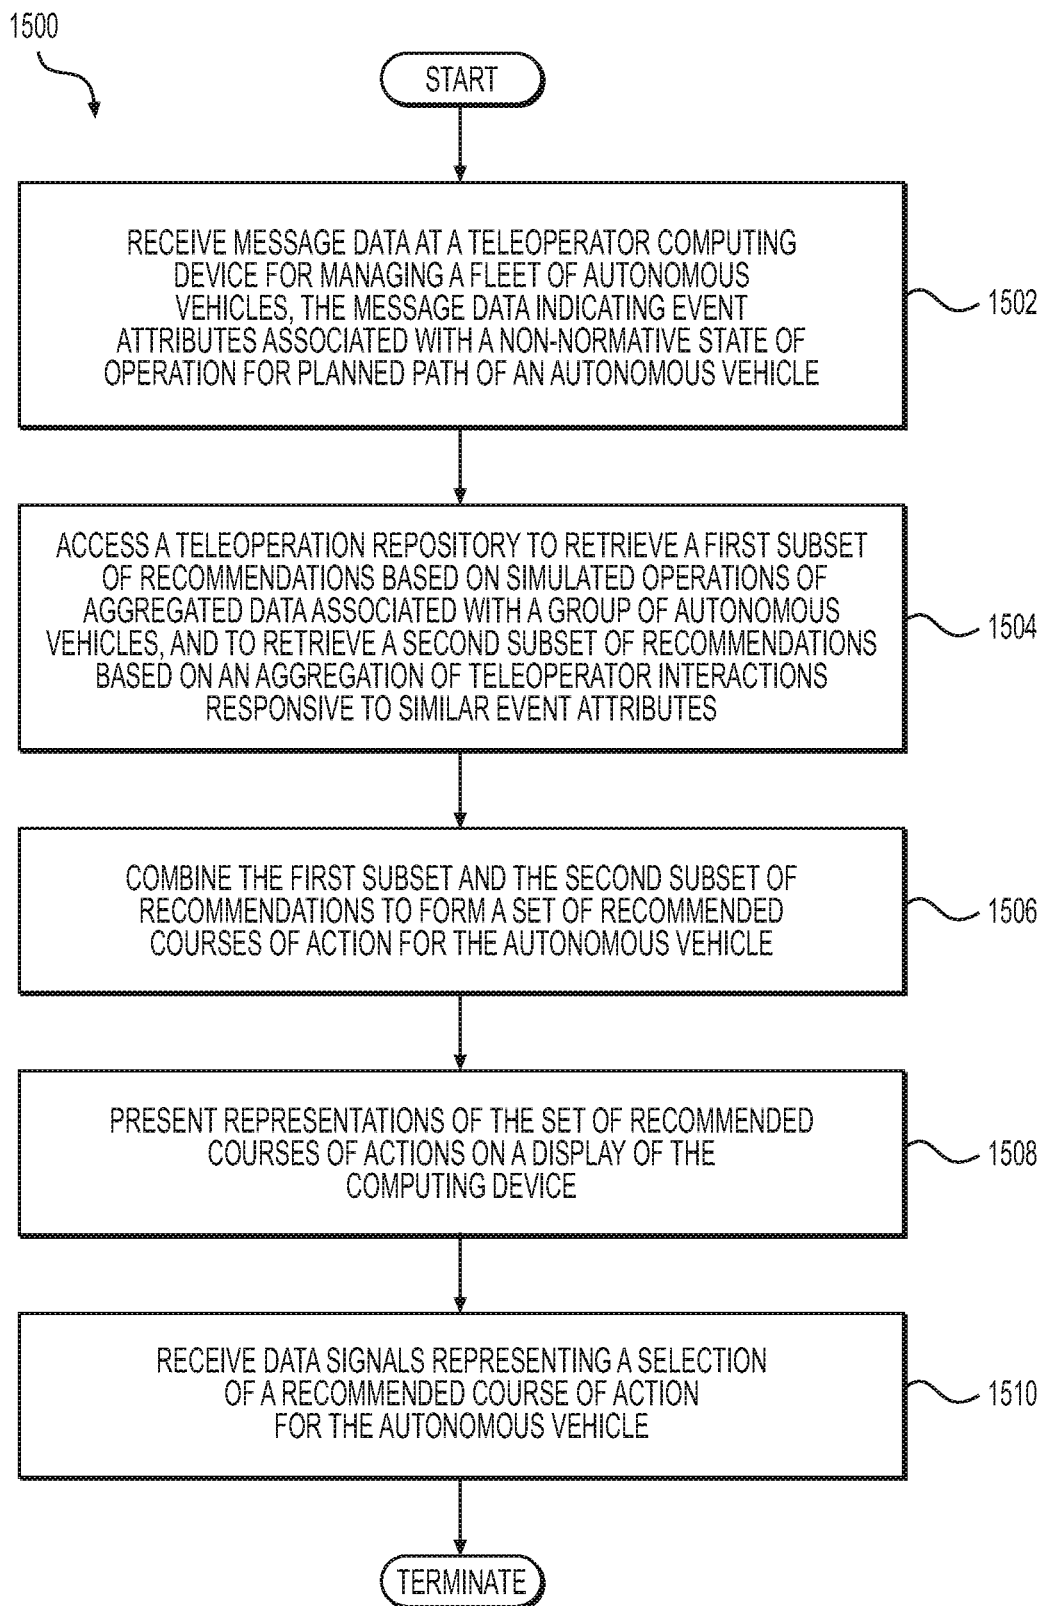 1500
START
RECEIVE MESSAGE DATA AT A TELEOPERATOR COMPUTING
DEVICE FOR MANAGING A FLEET OF AUTONOMOUS
VEHICLES, THE MESSAGE DATA INDICATING EVENT
ATTRIBUTES ASSOCIATED WITH A NON-NORMATIVE STATE OF
OPERATION FOR PLANNED PATH OF AN AUTONOMOUS VEHICLE
1502
ACCESS A TELEOPERATION REPOSITORY TO RETRIEVE A FIRST SUBSET
OF RECOMMENDATIONS BASED ON SIMULATED OPERATIONS OF
AGGREGATED DATA ASSOCIATED WITH A GROUP OF AUTONOMOUS
VEHICLES, AND TO RETRIEVE A SECOND SUBSET OF RECOMMENDATIONS
BASED ON AN AGGREGATION OF TELEOPERATOR INTERACTIONS
RESPONSIVE TO SIMILAR EVENT ATTRIBUTES
1504
COMBINE THE FIRST SUBSET AND THE SECOND SUBSET OF
RECOMMENDATIONS TO FORM A SET OF RECOMMENDED
COURSES OF ACTION FOR THE AUTONOMOUS VEHICLE
1506
PRESENT REPRESENTATIONS OF THE SET OF RECOMMENDED
COURSES OF ACTIONS ON A DISPLAY OF THE
COMPUTING DEVICE
1508
RECEIVE DATA SIGNALS REPRESENTING A SELECTION
OF A RECOMMENDED COURSE OF ACTION
FOR THE AUTONOMOUS VEHICLE
1510
TERMINATE